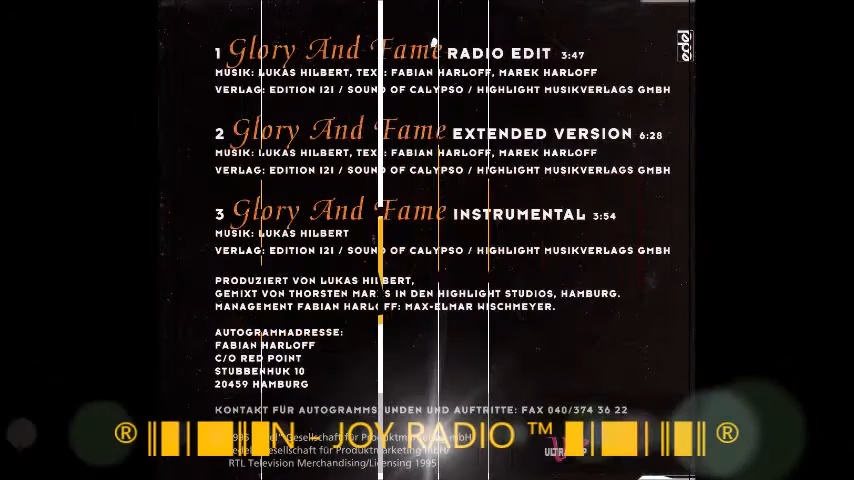 1 Glory And Fame RADIO EDIT 3:47
MUSIK: LUKAS HILBERT, TEXT: FABIAN HARLOFF, MAREK HARLOFF
VERLAG: EDITION 121 / SOUND OF CALYPSO / HIGHLIGHT MUSIKVERLAGS GMBH
2 Glory And Fame EXTENDED VERSION 6:28
MUSIK: LUKAS HILBERT, TEXT: FABIAN HARLOFF, MAREK HARLOFF
VERLAG: EDITION 121 / SOUND OF CALYPSO / HIGHLIGHT MUSIKVERLAGS GMBH
3 Glory And Fame INSTRUMENTAL 3:54
MUSIK: LUKAS HILBERT
VERLAG: EDITION 121 / SOUND OF CALYPSO / HIGHLIGHT MUSIKVERLAGS GMBH
PRODUZIERT VON LUKAS HILBERT,
GEMIXT VON THORSTEN IN DEN HIGHLIGHT STUDIOS, HAMBURG.
MANAGEMENT FABIAN HARLOFF: MAX-ELMAR WISCHMEYER.
AUTOGRAMMADRESSE:
FABIAN HARLOFF
C/O RED POINT
STUBBENHUK 10
20459 HAMBURG
KONTAKT FÜR AUTOGRAMMSTUNDEN UND AUFTRITTE: FAX 040/374 36 22
® N - JOY RADIO ™ ®
Gesellschaft für
Gesellschaft für Produktmarketing mbH
RTL Television Merchandising/Licensing 1995